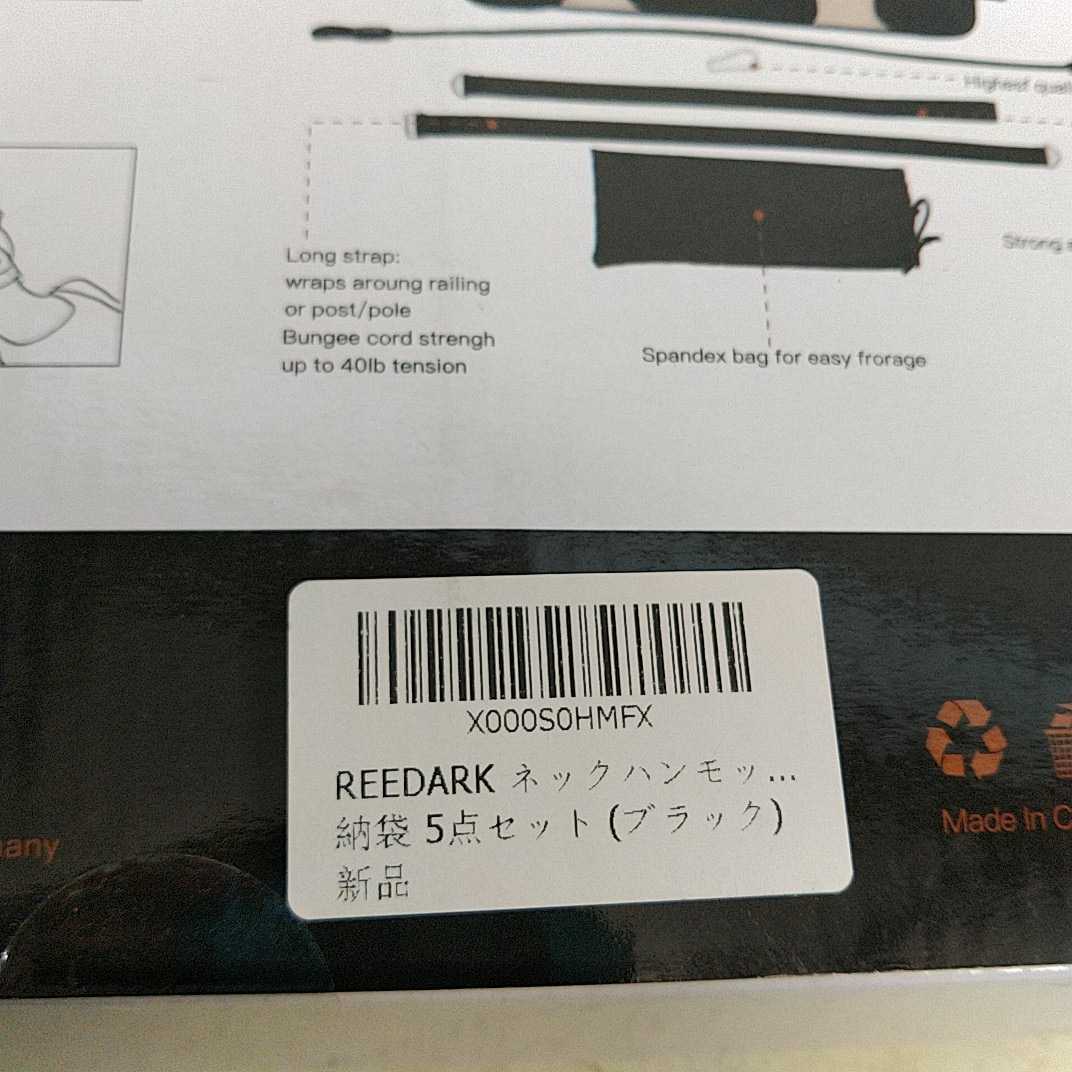 Highest
Long strap:
wraps aroung railing
or post/pole
Bungee cord strengh
up to 40lb tension
Strong
Spandex bag for easy frorage
X000S0HMFX
REEDARK ネックハンモッ...
納袋 5点セット (ブラック)
新品
Made In C
any